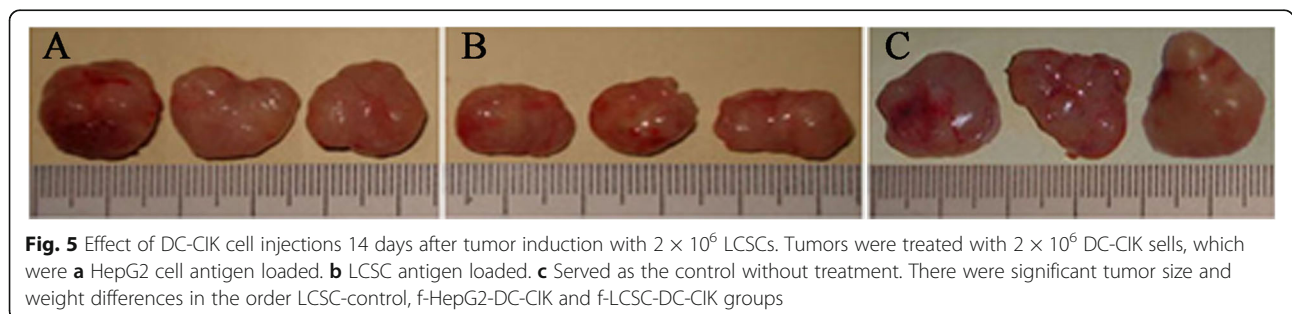 A
B
C
Fig. 5 Effect of DC-CIK cell injections 14 days after tumor induction with 2 × 10⁶ LCSCs. Tumors were treated with 2 × 10⁶ DC-CIK sells, which
were a HepG2 cell antigen loaded. b LCSC antigen loaded. c Served as the control without treatment. There were significant tumor size and
weight differences in the order LCSC-control, f-HepG2-DC-CIK and f-LCSC-DC-CIK groups